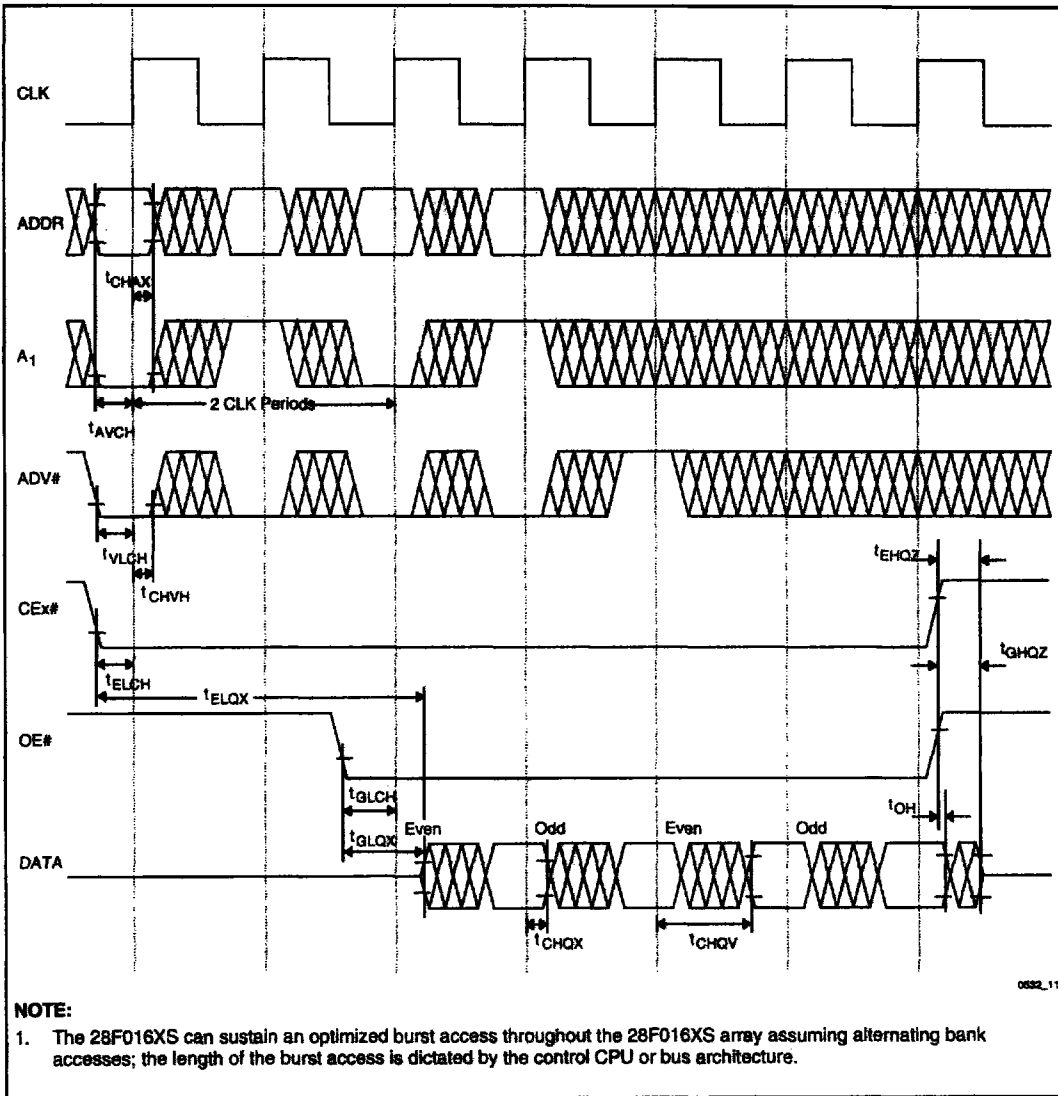 CLK
ADDR
tCHAX
A1
2 CLK Periods
tAVCH
ADV#
tVLCH
tCHVH
tEHQZ
CEx#
tELCH
tGHQZ
tELQX
OE#
tGLCH
tOH
tGLQX
Even
Odd
Even
Odd
DATA
tCHQX
tCHQV
0532_11
NOTE:
1. The 28F016XS can sustain an optimized burst access throughout the 28F016XS array assuming alternating bank
accesses; the length of the burst access is dictated by the control CPU or bus architecture.